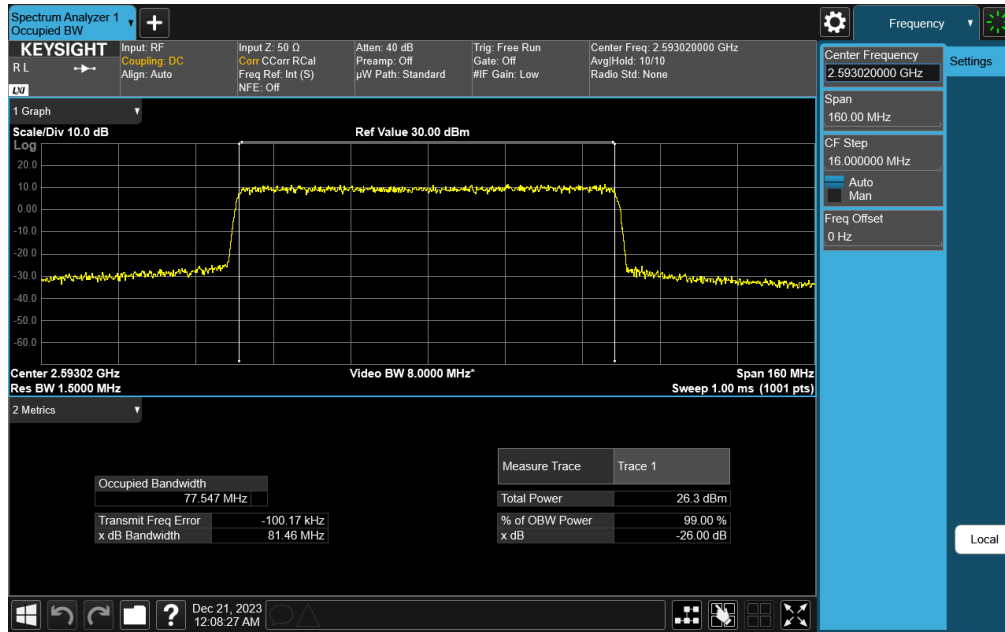 Spectrum Analyzer 1
Occupied BW
Frequency
KEYSIGHT
R L
LXI
Input: RF
Coupling: DC
Align: Auto
Input Z: 50 Ω
Corr CCorr RCal
Freq Ref: Int (S)
NFE: Off
Atten: 40 dB
Preamp: Off
µW Path: Standard
Trig: Free Run
Gate: Off
#IF Gain: Low
Center Freq: 2.593020000 GHz
Avg|Hold: 10/10
Radio Std: None
Center Frequency
2.593020000 GHz
Settings
Span
160.00 MHz
CF Step
16.000000 MHz
Auto
Man
Freq Offset
0 Hz
Local
1 Graph
Scale/Div 10.0 dB
Ref Value 30.00 dBm
Log
20.0
10.0
0.00
-10.0
-20.0
-30.0
-40.0
-50.0
-60.0
Center 2.59302 GHz
Video BW 8.0000 MHz*
Span 160 MHz
Res BW 1.5000 MHz
Sweep 1.00 ms (1001 pts)
2 Metrics
Occupied Bandwidth
77.547 MHz
Transmit Freq Error -100.17 kHz
x dB Bandwidth 81.46 MHz
Measure Trace Trace 1
Total Power 26.3 dBm
% of OBW Power 99.00 %
x dB -26.00 dB
?
Dec 21, 2023
12:08:27 AM